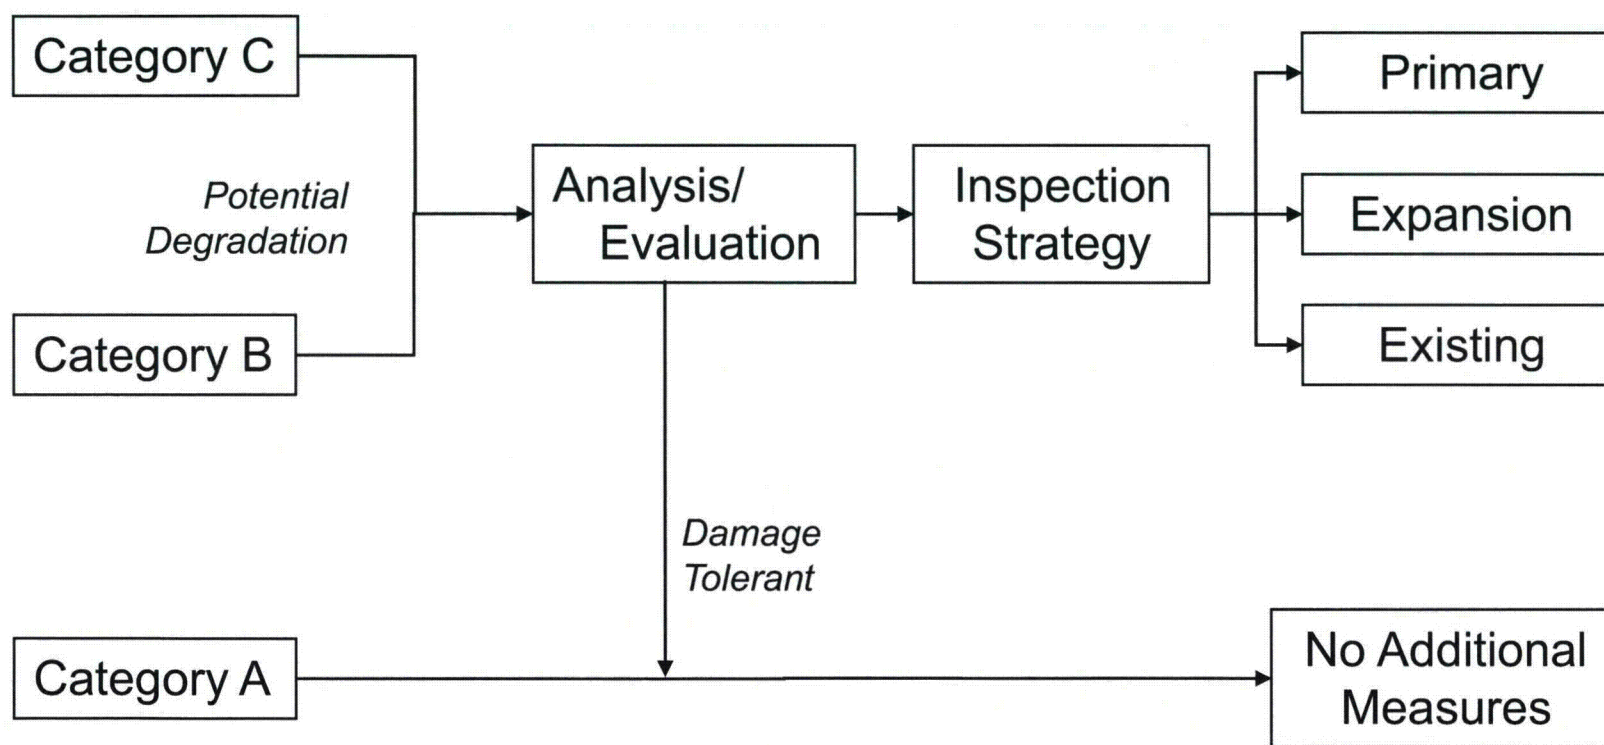 Category C
Primary
Analysis/
Evaluation
Inspection
Strategy
Potential
Degradation
Expansion
Category B
Existing
Damage
Tolerant
Category A
No Additional
Measures